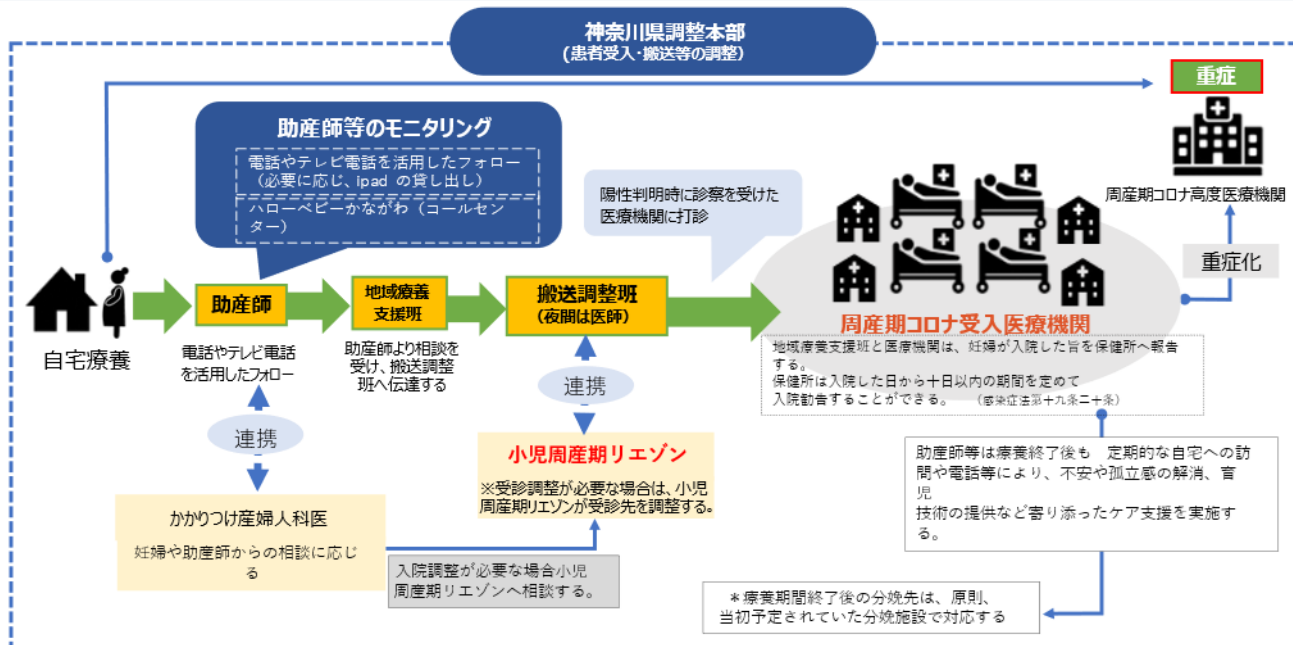 神奈川県調整本部
(患者受入・搬送等の調整)
重症
助産師等のモニタリング
電話やテレビ電話を活用したフォロー
(必要に応じ、ipad の貸し出し)
ハローベビーかながわ(コールセン
ター)
陽性判明時に診察を受けた
医療機関に打診
周産期コロナ高度医療機関
重症化
自宅療養
助産師
電話やテレビ電話
を活用したフォロー
地域療養
支援班
助産師より相談を
受け、搬送調整
班へ伝達する
搬送調整班
(夜間は医師)
周産期コロナ受入医療機関
地域療養支援班と医療機関は、妊婦が入院した旨を保健所へ報告
する。
保健所は入院した日から十日以内の期間を定めて
入院勧告することができる。 (感染症法第十九条二十条)
連携
連携
かかりつけ産婦人科医
妊婦や助産師からの相談に応じ
る
小児周産期リエゾン
※受診調整が必要な場合は、小児
周産期リエゾンが受診先を調整する。
入院調整が必要な場合小児
周産期リエゾンへ相談する。
助産師等は療養終了後も 定期的な自宅への訪
問や電話等により、不安や孤立感の解消、育
児
技術の提供など寄り添ったケア支援を実施す
る。
*療養期間終了後の分娩先は、原則、
当初予定されていた分娩施設で対応する